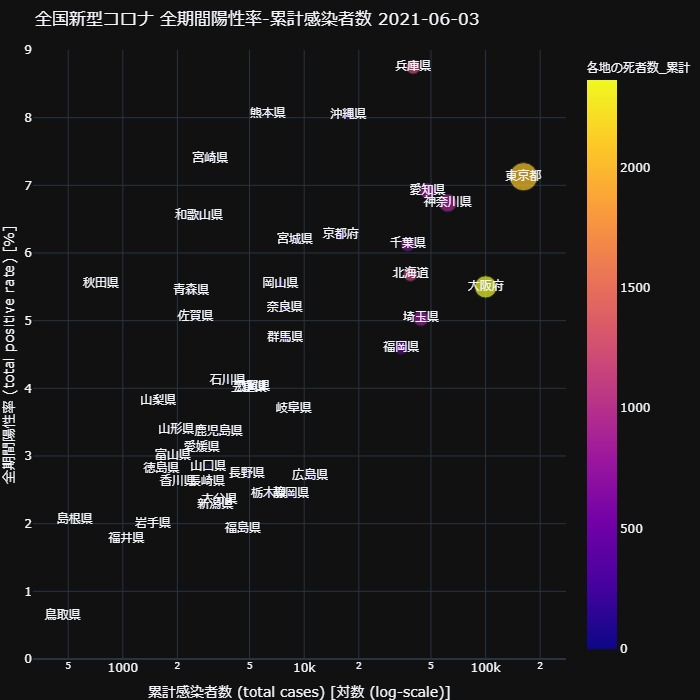 全国新型コロナ 全期間陽性率-累計感染者数 2021-06-03
各地の死者数_累計
9
8
7
6
5
4
3
2
1
0
全期間陽性率 (total positive rate) [%]
兵庫県
熊本県
沖縄県
宮崎県
東京都
愛知県
神奈川県
和歌山県
京都府
宮城県
千葉県
北海道
秋田県
岡山県
大阪府
青森県
奈良県
佐賀県
埼玉県
群馬県
福岡県
石川県
山梨県
岐阜県
山形県
鹿児島県
愛媛県
富山県
徳島県
山口県
長野県
広島県
香川県
長崎県
栃木県
静岡県
大分県
新潟県
島根県
岩手県
福島県
福井県
鳥取県
5
1000
2
5
10k
2
5
100k
2
累計感染者数 (total cases) [対数 (log-scale)]
2000
1500
1000
500
0